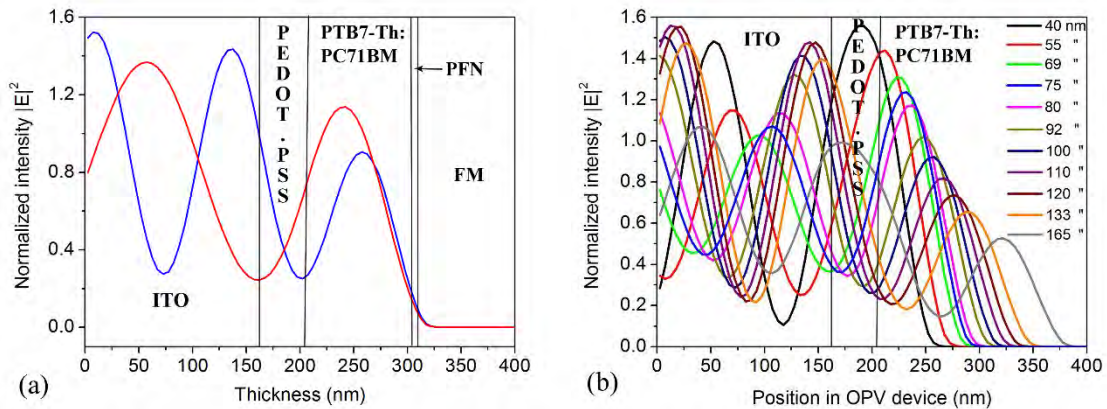 1.6
1.2
0.8
0.4
0.0
0 50 100 150 200 250 300 350 400
Normalized intensity |E|²
Thickness (nm)
ITO
PEDOT.PSS
PTB7-Th:
PC71BM
PFN
FM
(a)
1.6
1.4
1.2
1.0
0.8
0.6
0.4
0.2
0.0
0 50 100 150 200 250 300 350 400
Normalized intensity |E|²
Position in OPV device (nm)
ITO
PEDOT.PSS
PTB7-Th:
PC71BM
40 nm
55 "
69 "
75 "
80 "
92 "
100 "
110 "
120 "
133 "
165 "
(b)